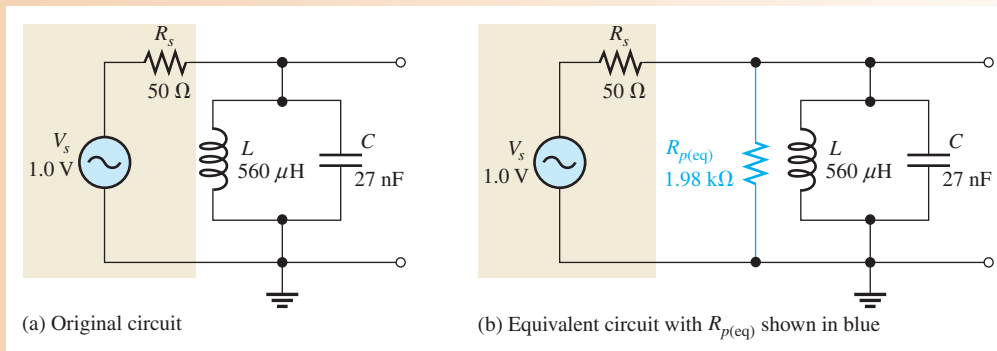 R_s
50 Ω
V_s
1.0 V
L
560 μH
C
27 nF
(a) Original circuit
R_s
50 Ω
V_s
1.0 V
R_p(eq)
1.98 kΩ
L
560 μH
C
27 nF
(b) Equivalent circuit with R_p(eq) shown in blue